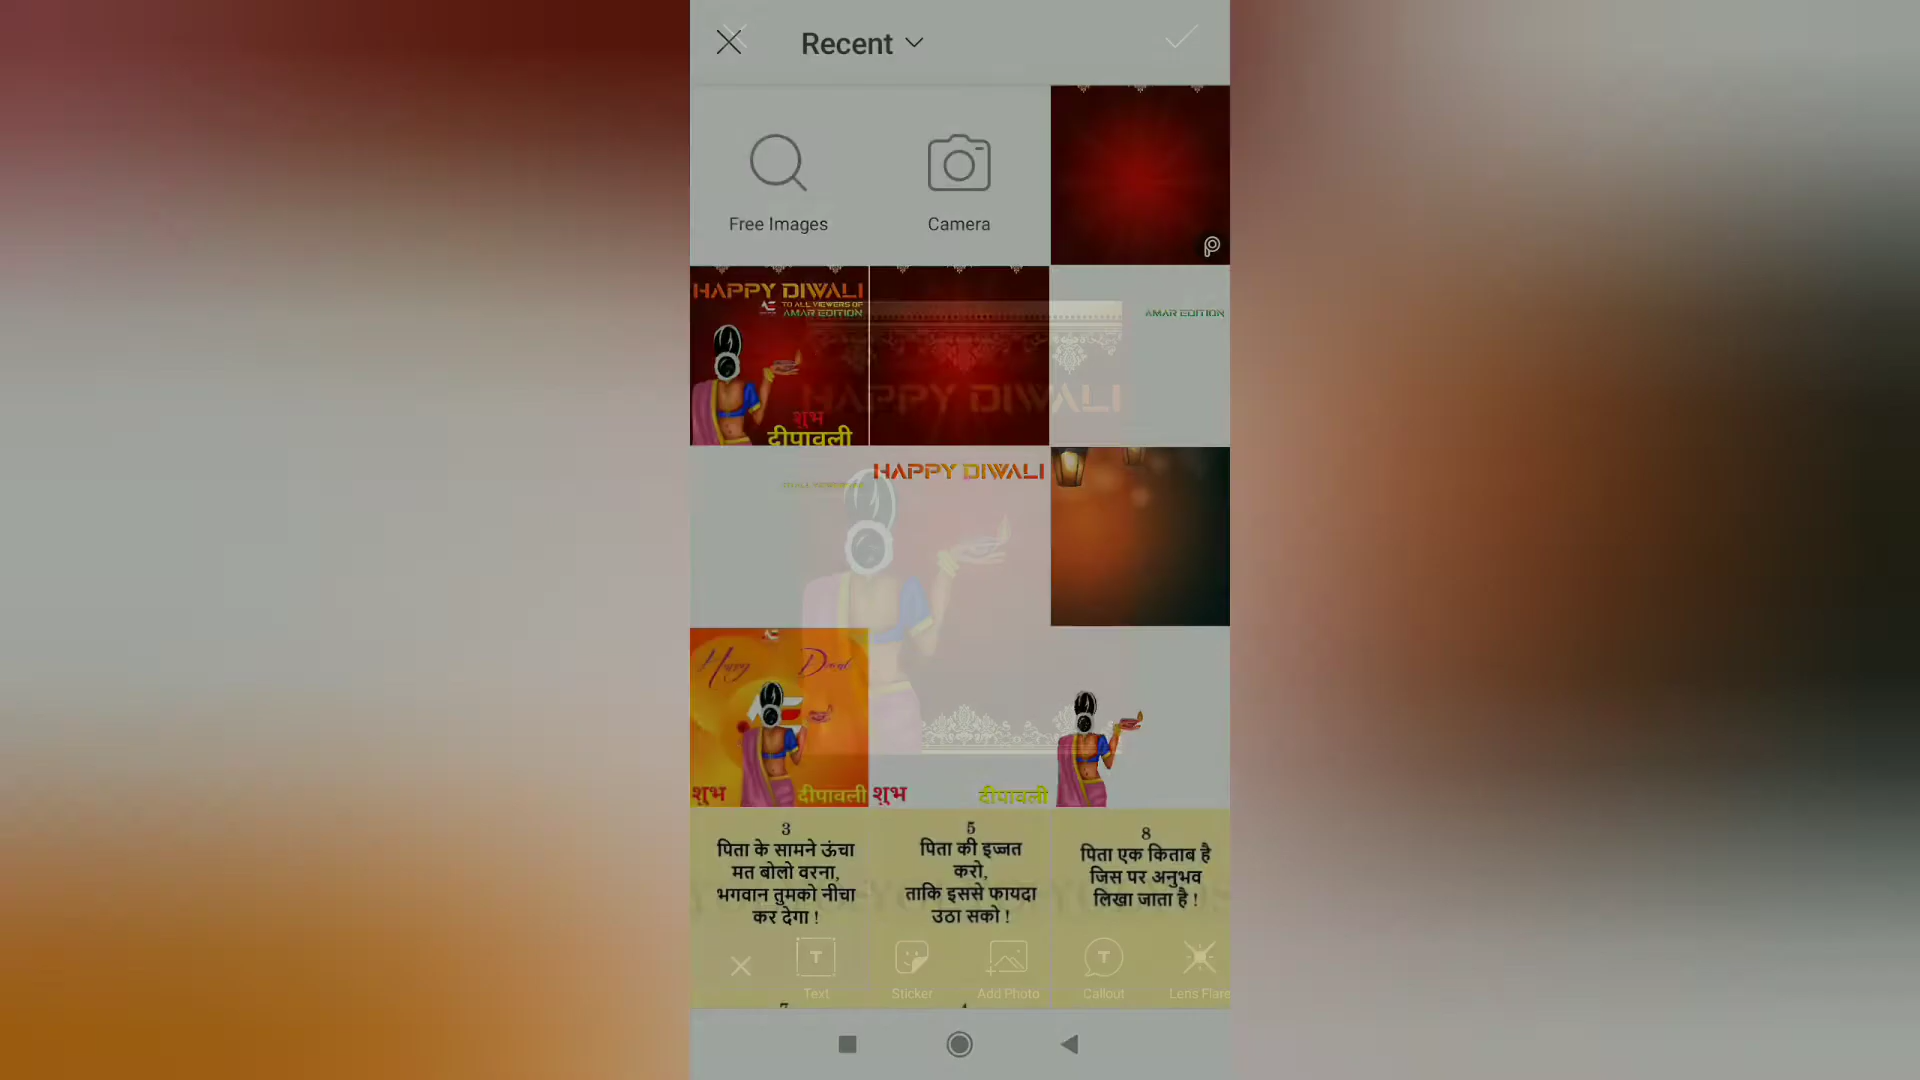 Recent
Free Images
Camera
HAPPY DIWALI
TO ALL VIEWERS OF
AMAR EDITION
शुभ
दीपावली
HAPPY DIWALI
AMAR EDITION
HAPPY DIWALI
Happy Diwali
शुभ
दीपावली
शुभ
दीपावली
3
पिता के सामने ऊंचा
मत बोलो वरना,
भगवान तुमको नीचा
कर देगा !
5
पिता की इज्जत
करो,
ताकि इससे फायदा
उठा सको !
8
पिता एक किताब है
जिस पर अनुभव
लिखा जाता है !
Text
Sticker
Add Photo
Callout
Lens Flare